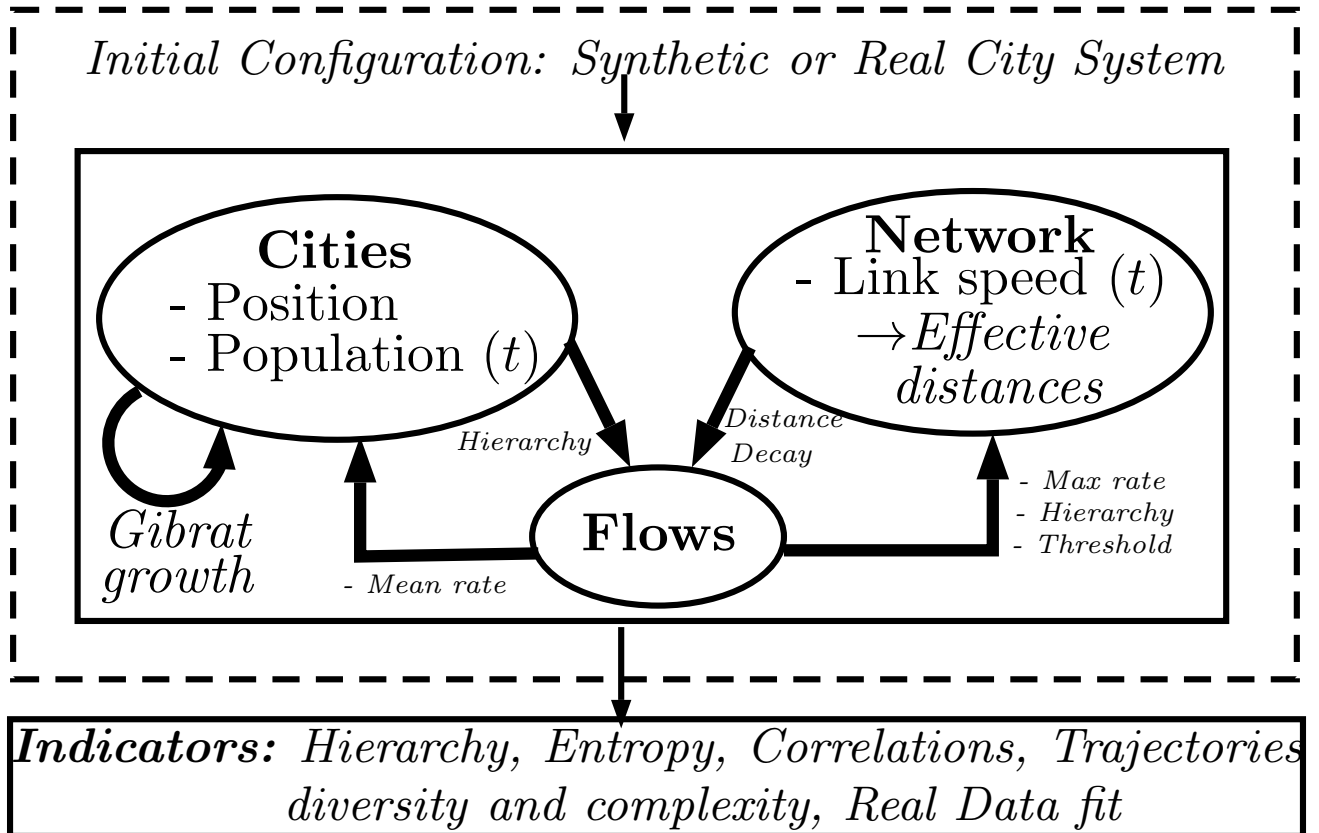 Initial Configuration: Synthetic or Real City System
Cities
- Position
- Population (t)
Network
- Link speed (t)
→Effective
distances
Hierarchy
Distance
Decay
Gibrat
growth
- Mean rate
Flows
- Max rate
- Hierarchy
- Threshold
Indicators: Hierarchy, Entropy, Correlations, Trajectories
diversity and complexity, Real Data fit